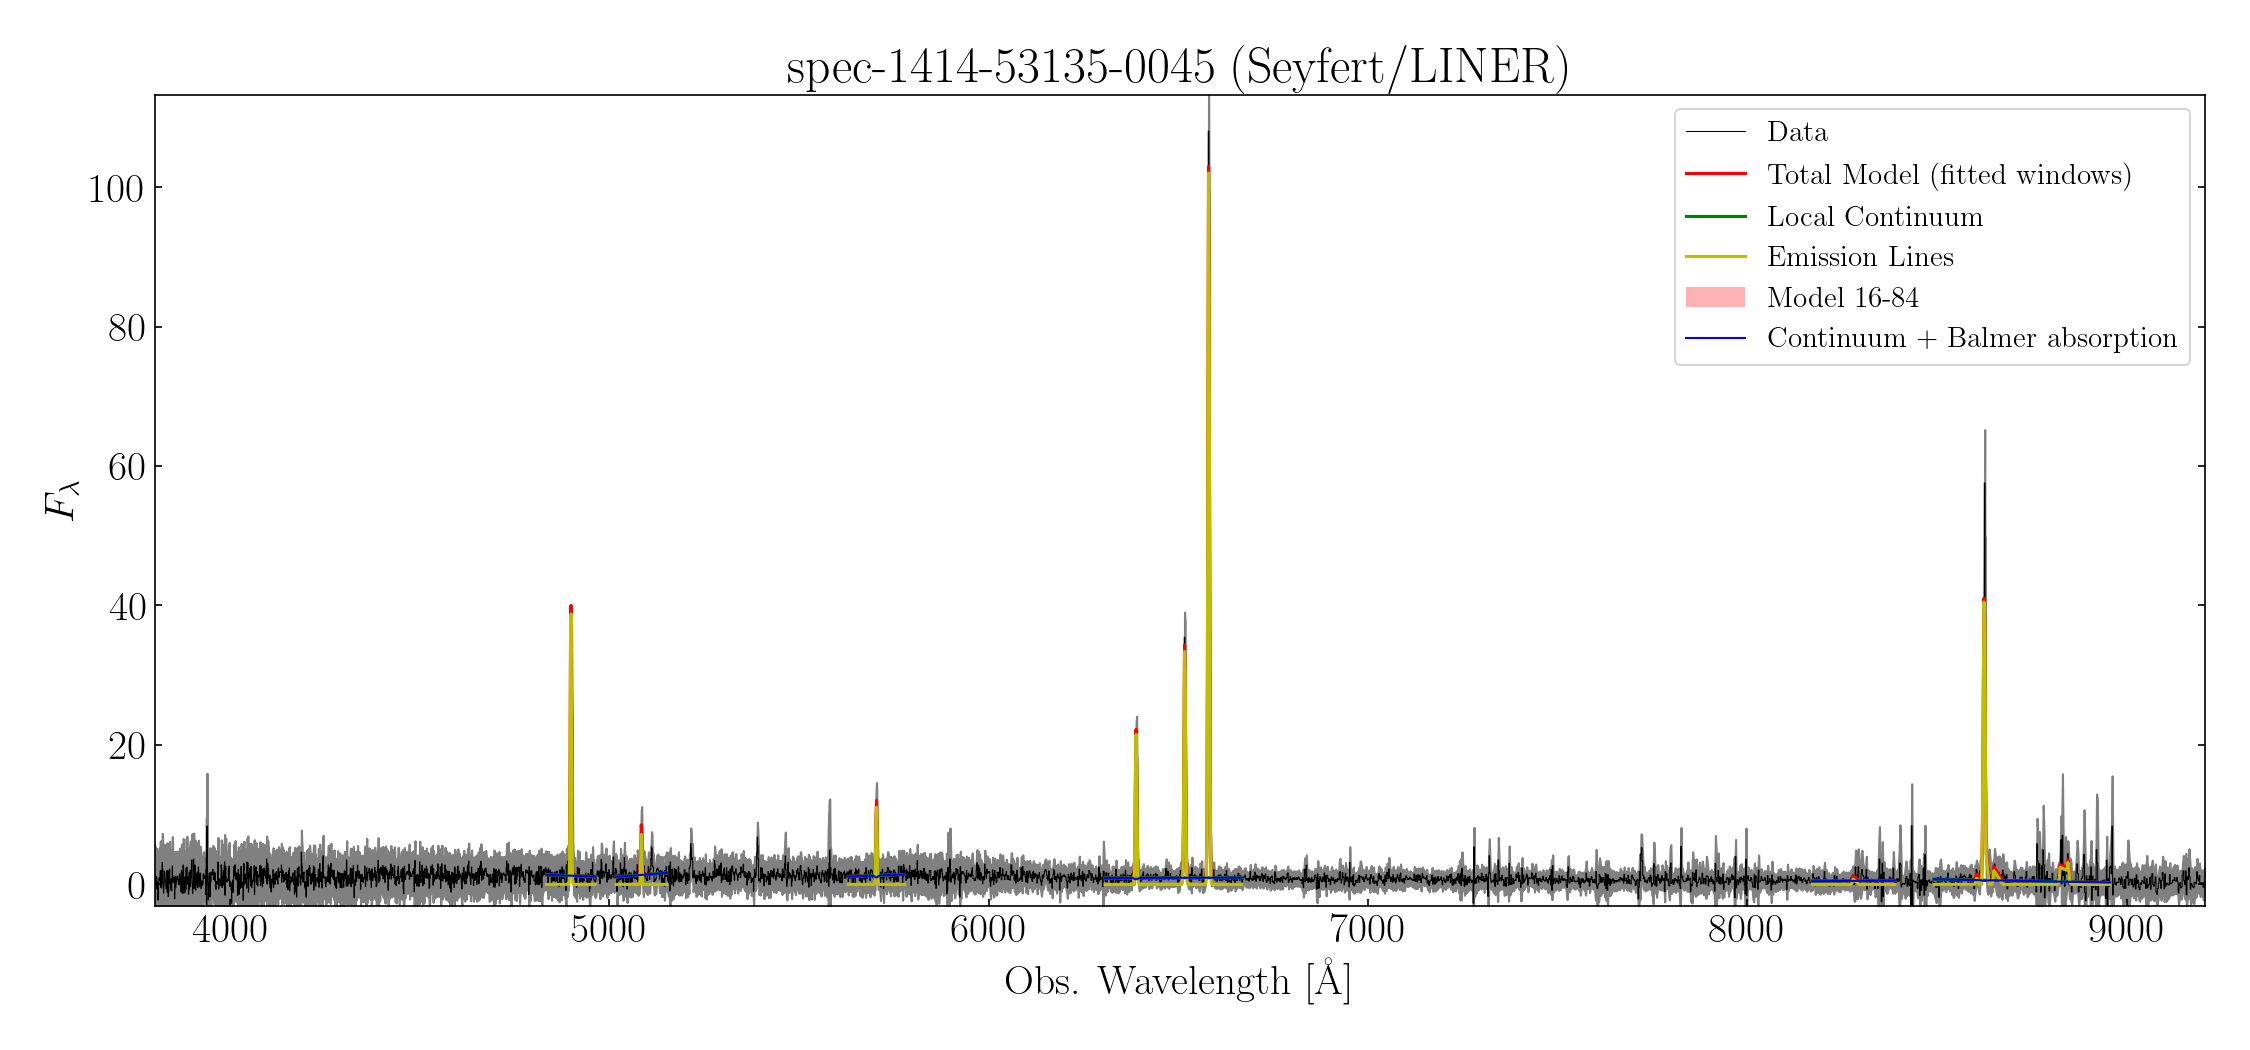 spec-1414-53135-0045 (Seyfert/LINER)
Data
Total Model (fitted windows)
Local Continuum
Emission Lines
Model 16-84
Continuum + Balmer absorption
100
80
60
40
20
0
Fλ
4000 5000 6000 7000 8000 9000
Obs. Wavelength [Å]